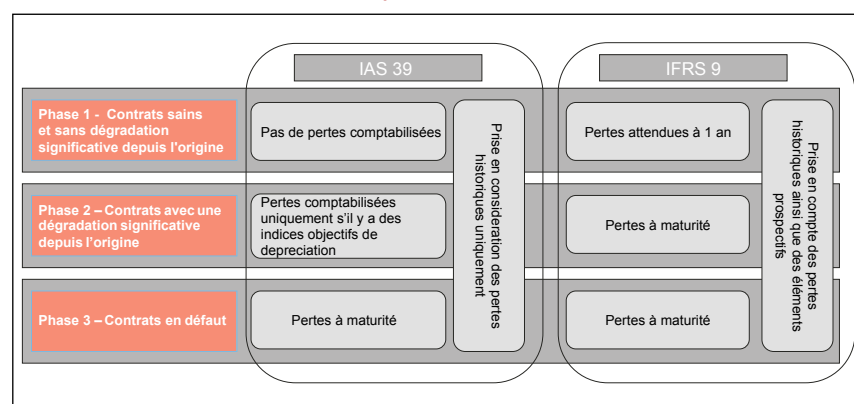 IAS 39
IFRS 9
Phase 1 - Contrats sains
et sans dégradation
significative depuis l'origine
Pas de pertes comptabilisées
Prise en consideration des pertes
historiques uniquement
Pertes attendues à 1 an
Prise en compte des pertes
historiques ainsi que des éléments
prospectifs
Phase 2 – Contrats avec une
dégradation significative
depuis l'origine
Pertes comptabilisées
uniquement s'il y a des
indices objectifs de
depreciation
Pertes à maturité
Phase 3 – Contrats en défaut
Pertes à maturité
Pertes à maturité